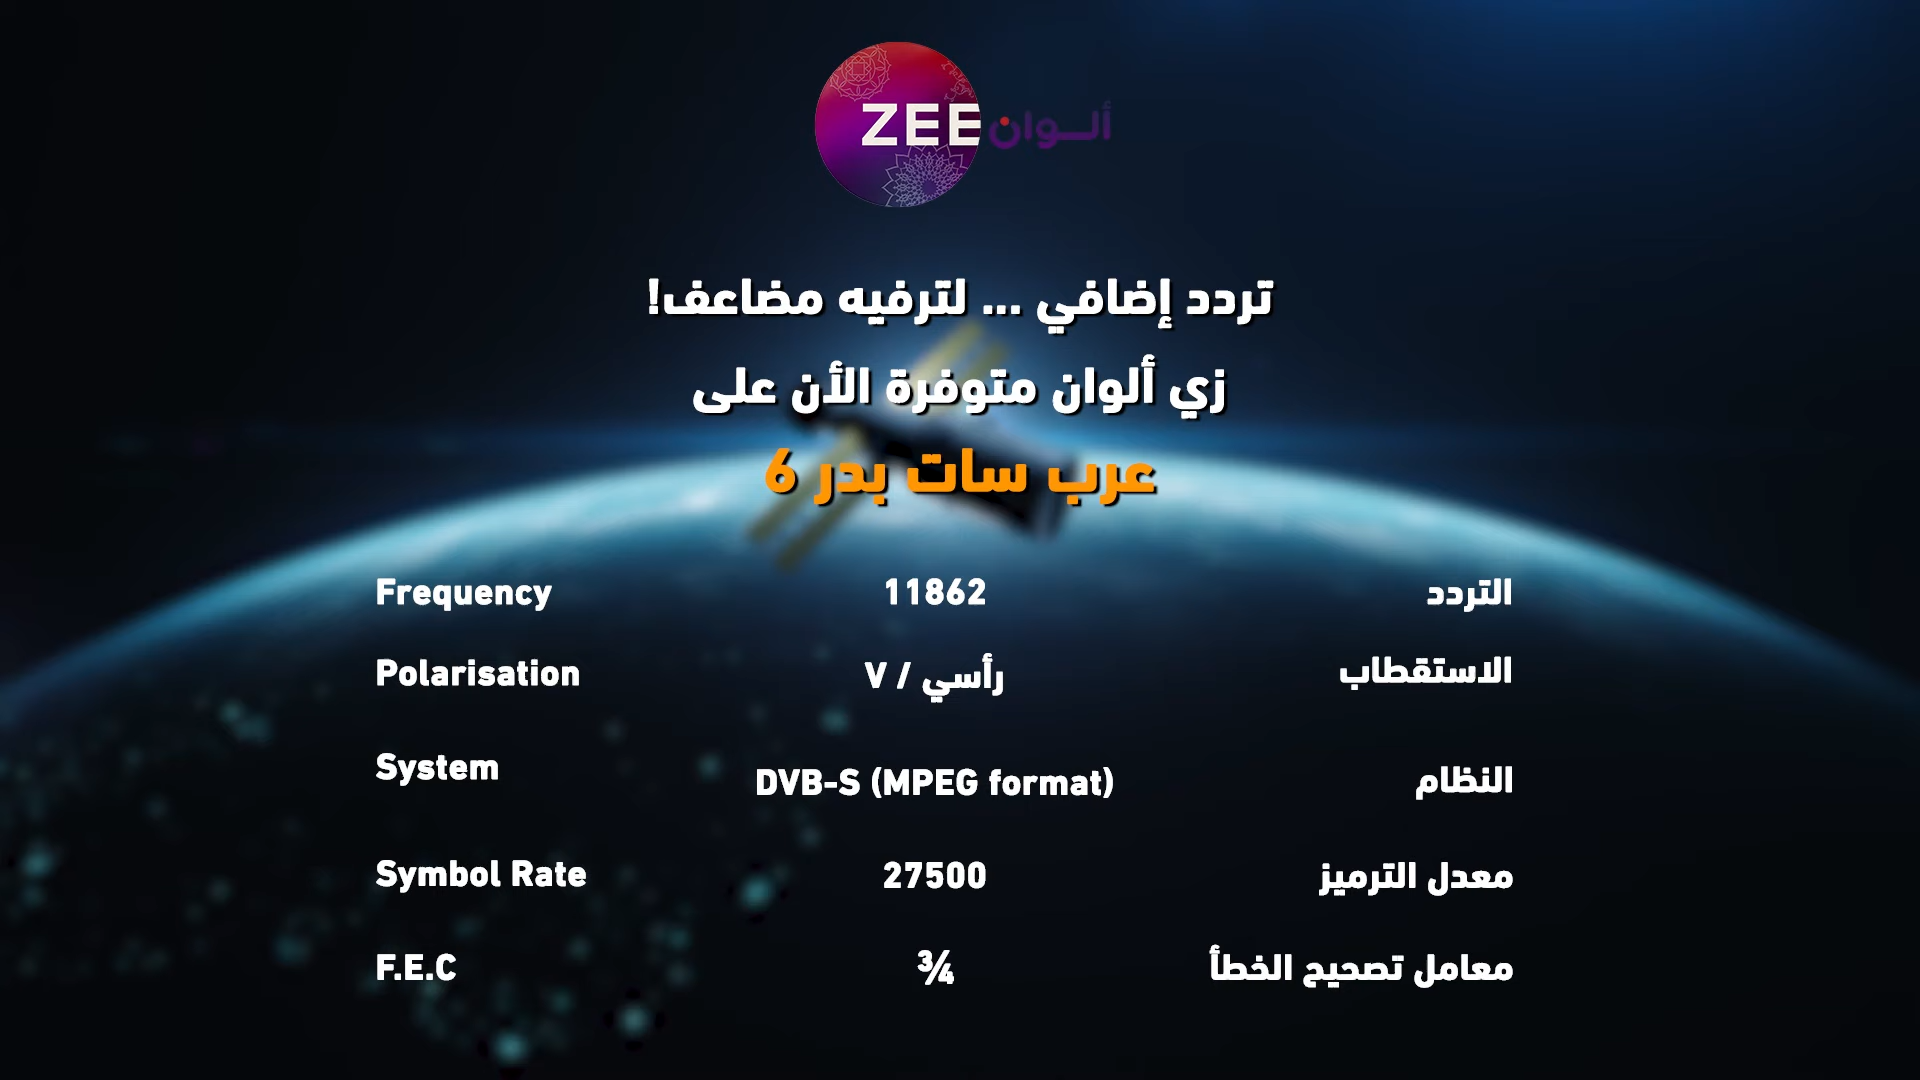 ZEE ألوان
تردد إضافي ... لترفيه مضاعف!
زي ألوان متوفرة الأن على
عرب سات بدر 6
Frequency 11862 التردد
Polarisation رأسي / V الاستقطاب
System DVB-S (MPEG format) النظام
Symbol Rate 27500 معدل الترميز
F.E.C ¾ معامل تصحيح الخطأ